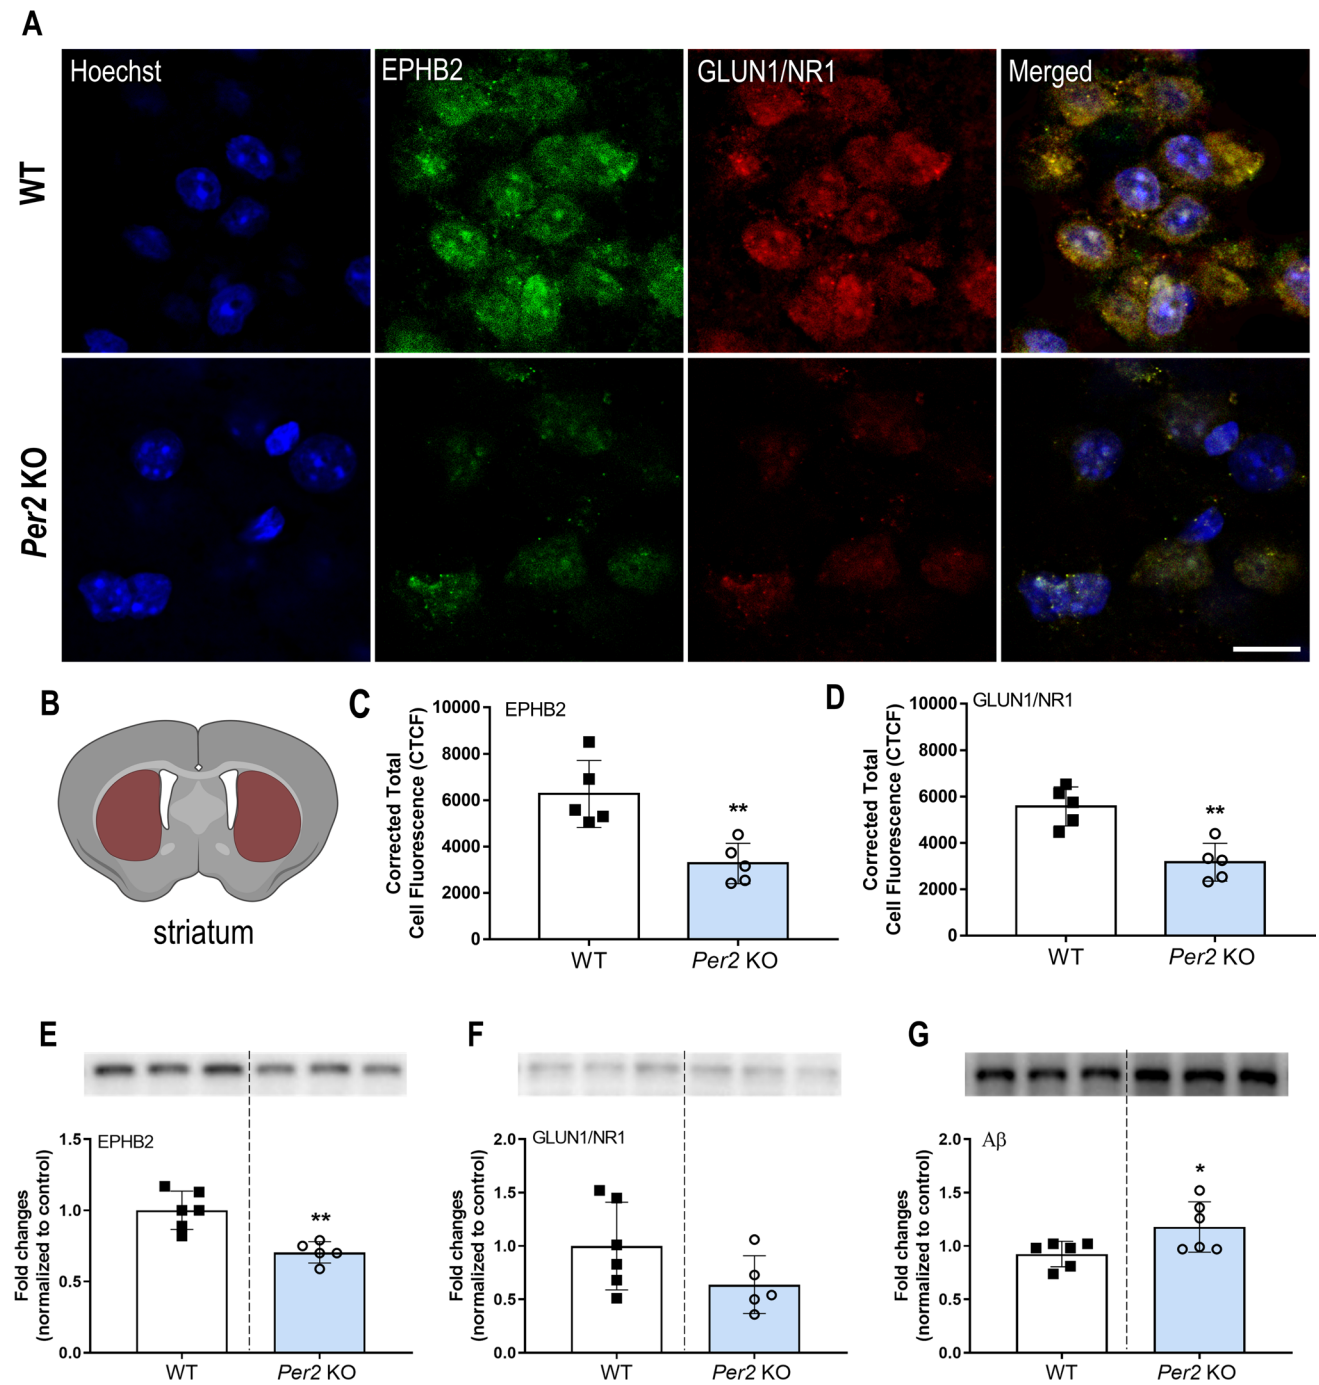 A
Hoechst
EPHB2
GLUN1/NR1
Merged
WT
Per2 KO
B
striatum
C
EPHB2
Corrected Total
Cell Fluorescence (CTCF)
10000
8000
6000
4000
2000
0
**
WT
Per2 KO
D
GLUN1/NR1
Corrected Total
Cell Fluorescence (CTCF)
10000
8000
6000
4000
2000
0
**
WT
Per2 KO
E
EPHB2
Fold changes
(normalized to control)
1.5
1.0
0.5
0.0
**
WT
Per2 KO
F
GLUN1/NR1
Fold changes
(normalized to control)
2.0
1.5
1.0
0.5
0.0
WT
Per2 KO
G
Aβ
Fold changes
(normalized to control)
2.0
1.5
1.0
0.5
0.0
*
WT
Per2 KO